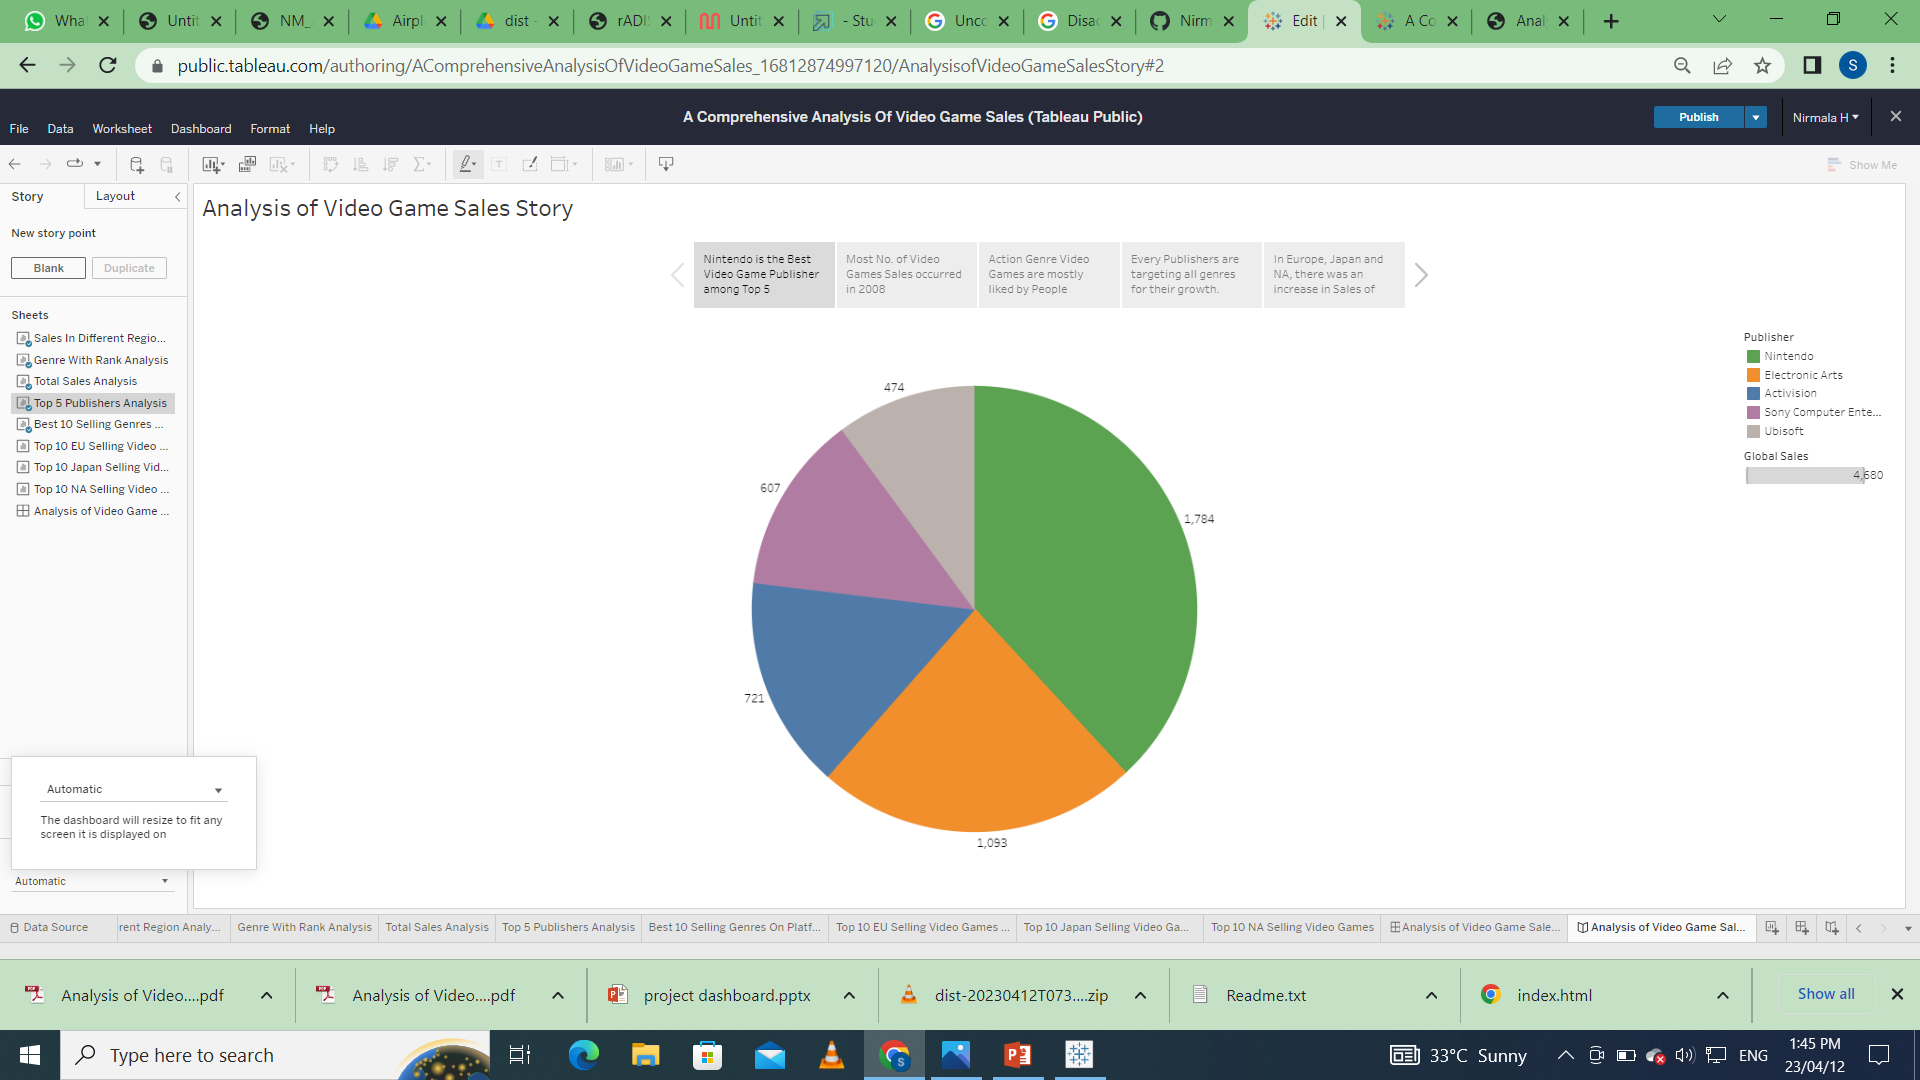 What
Untit
NM_
Airpl
dist -
rADI
Untit
- Stu
Unco
Disac
Nirm
Edit |
A Co
Anal
public.tableau.com/authoring/AComprehensiveAnalysisOfVideoGameSales_16812874997120/AnalysisofVideoGameSalesStory#2
S
A Comprehensive Analysis Of Video Game Sales (Tableau Public)
Publish
Nirmala H
File Data Worksheet Dashboard Format Help
Show Me
Story
Layout
New story point
Blank
Duplicate
Sheets
Sales In Different Regio...
Genre With Rank Analysis
Total Sales Analysis
Top 5 Publishers Analysis
Best 10 Selling Genres ...
Top 10 EU Selling Video ...
Top 10 Japan Selling Vid...
Top 10 NA Selling Video ...
Analysis of Video Game ...
Automatic
The dashboard will resize to fit any
screen it is displayed on
Automatic
Analysis of Video Game Sales Story
Nintendo is the Best
Video Game Publisher
among Top 5
Most No. of Video
Games Sales occurred
in 2008
Action Genre Video
Games are mostly
liked by People
Every Publishers are
targeting all genres
for their growth.
In Europe, Japan and
NA, there was an
increase in Sales of
474
607
1,784
721
1,093
Publisher
Nintendo
Electronic Arts
Activision
Sony Computer Ente...
Ubisoft
Global Sales
4,680
Data Source
rent Region Analy...
Genre With Rank Analysis
Total Sales Analysis
Top 5 Publishers Analysis
Best 10 Selling Genres On Platf...
Top 10 EU Selling Video Games ...
Top 10 Japan Selling Video Ga...
Top 10 NA Selling Video Games
Analysis of Video Game Sale...
Analysis of Video Game Sal...
Analysis of Video....pdf
Analysis of Video....pdf
project dashboard.pptx
dist-20230412T073....zip
Readme.txt
index.html
Show all
Type here to search
33°C Sunny
ENG
1:45 PM
23/04/12